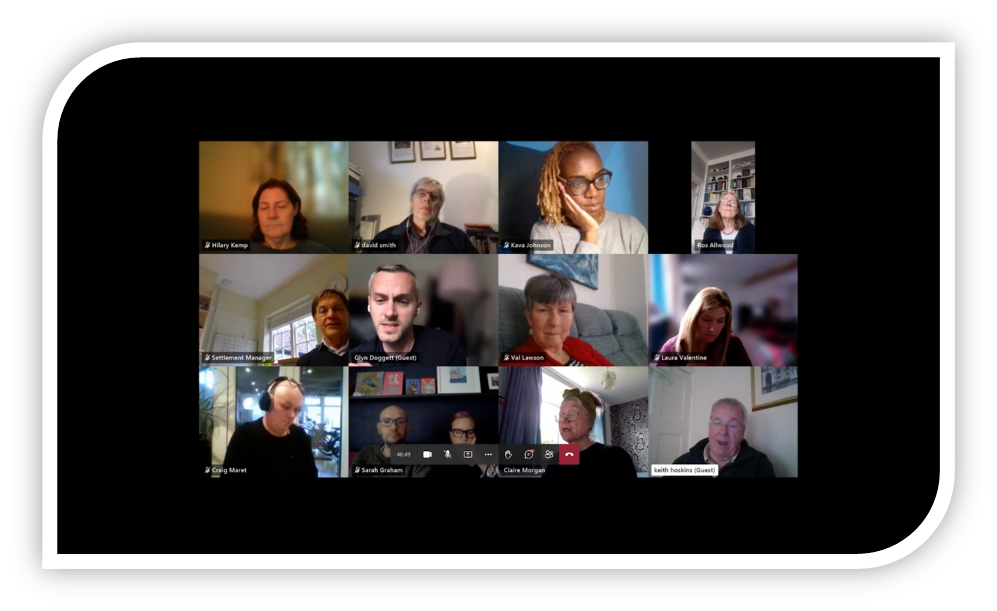 Hilary Kemp
david smith
Kava Johnson
Ros Allwood
Settlement Manager
Glyn Doggett (Guest)
Val Lawson
Laura Valentine
40:49
Craig Maret
Sarah Graham
Claire Morgan
keith hoskins (Guest)